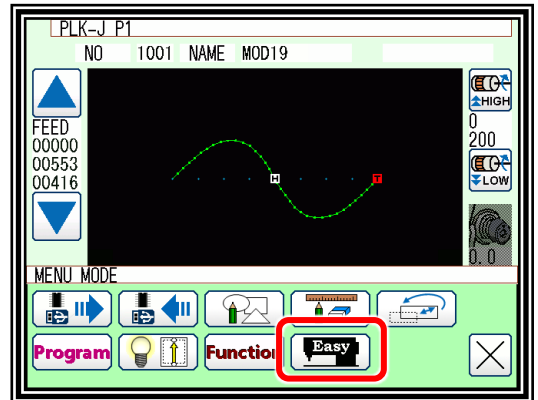 PLK-J P1
NO 1001 NAME MOD19
HIGH
FEED
00000
00553
00416
0
200
LOW
H
T
0.0
MENU MODE
Program
Function
Easy